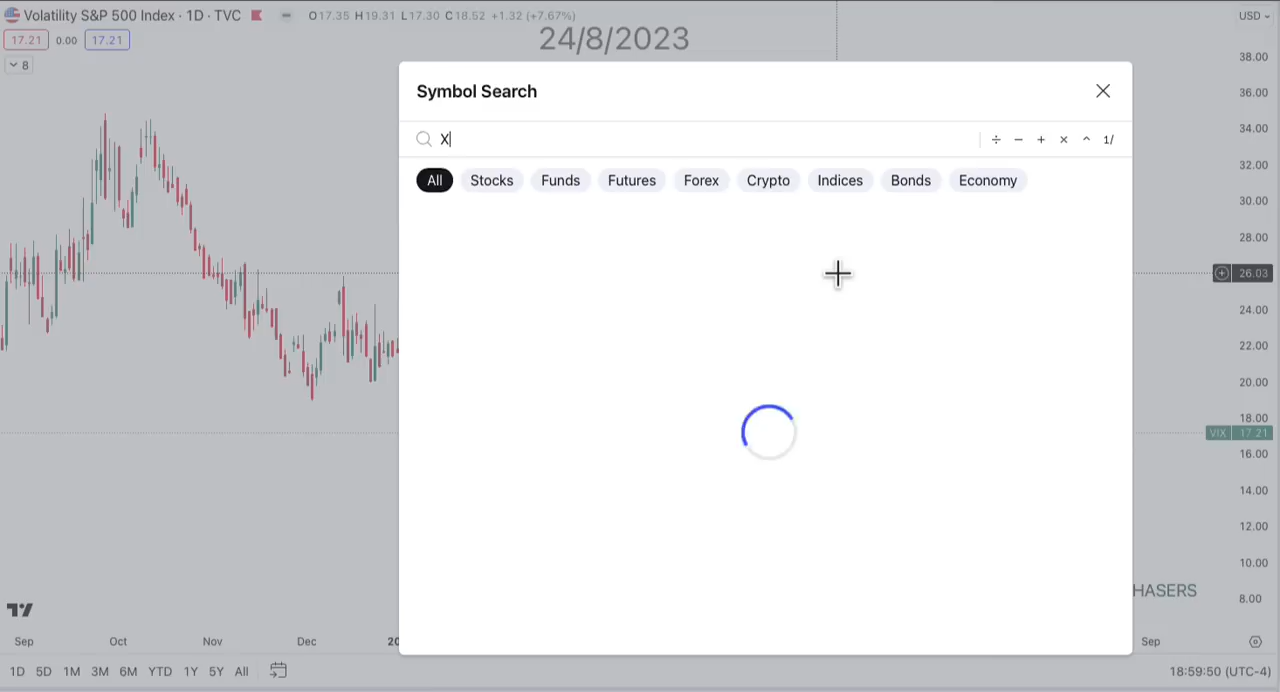 Volatility S&P 500 Index · 1D · TVC O17.35 H19.31 L17.30 C18.52 +1.32 (+7.67%) USD
17.21 0.00 17.21
24/8/2023
8
38.00
36.00
34.00
32.00
30.00
28.00
26.03
24.00
22.00
20.00
18.00
VIX 17.21
16.00
14.00
12.00
10.00
8.00
Symbol Search
X
÷ − + × ^ 1/
All Stocks Funds Futures Forex Crypto Indices Bonds Economy
HASERS
Sep Oct Nov Dec 20 Sep
1D 5D 1M 3M 6M YTD 1Y 5Y All 18:59:50 (UTC-4)